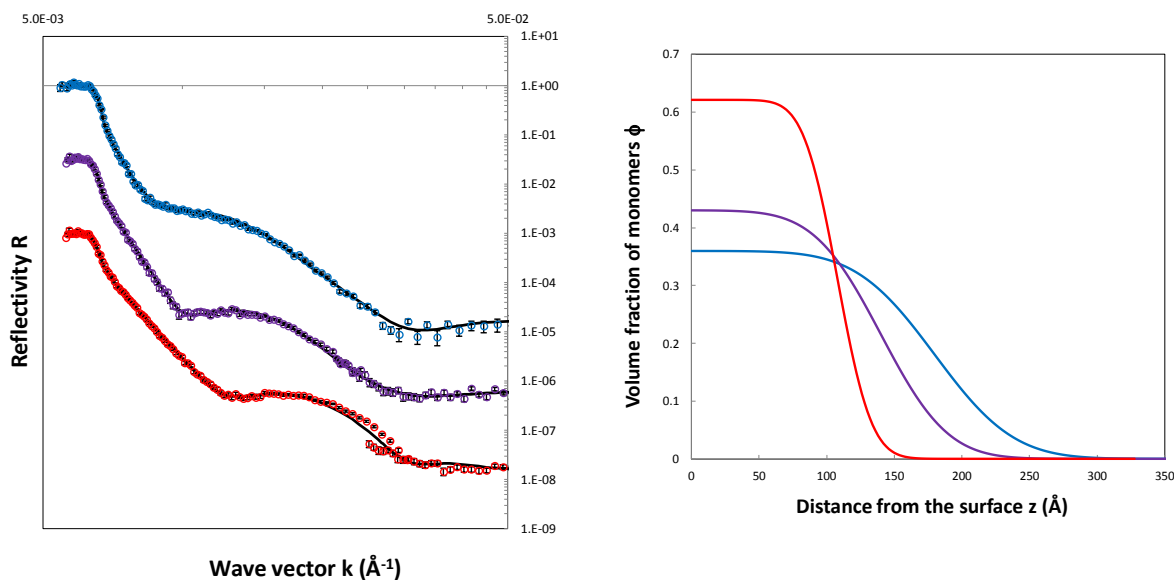 5.0E-03 5.0E-02
1.E+01
1.E+00
1.E-01
1.E-02
1.E-03
1.E-04
1.E-05
1.E-06
1.E-07
1.E-08
1.E-09
Reflectivity R
Wave vector k (Å⁻¹)
0.7
0.6
0.5
0.4
0.3
0.2
0.1
0
Volume fraction of monomers ϕ
0 50 100 150 200 250 300 350
Distance from the surface z (Å)